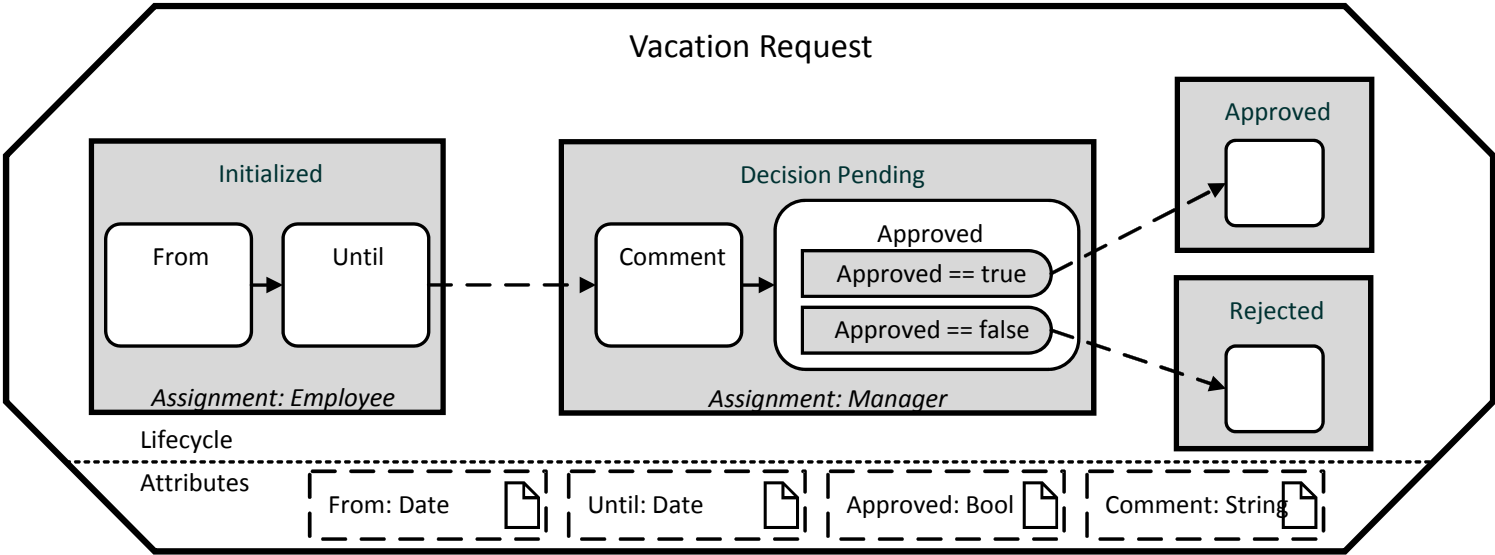 Vacation Request
Initialized
From
Until
Assignment: Employee
Decision Pending
Comment
Approved
Approved == true
Approved == false
Assignment: Manager
Approved
Rejected
Lifecycle
Attributes
From: Date
Until: Date
Approved: Bool
Comment: String